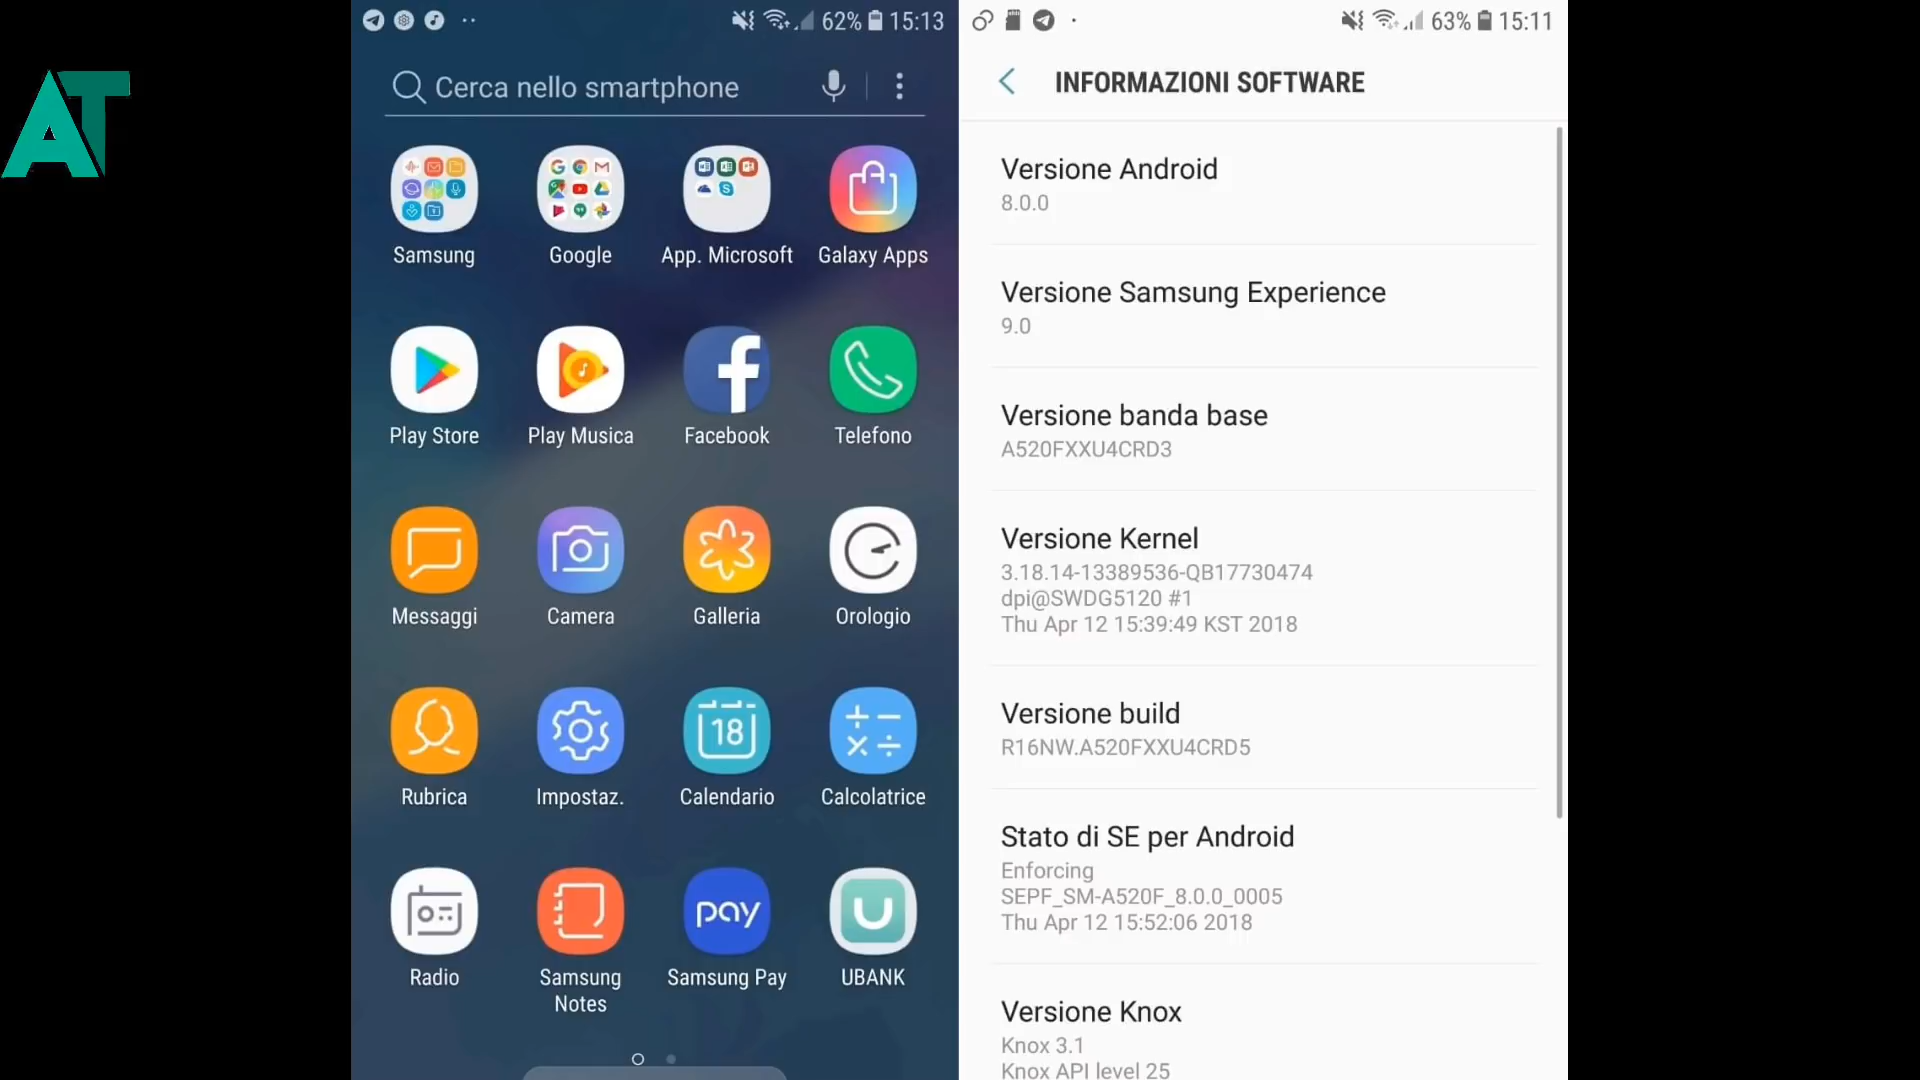 AT
62% 15:13
Cerca nello smartphone
Samsung
Google
App. Microsoft
Galaxy Apps
Play Store
Play Musica
Facebook
Telefono
Messaggi
Camera
Galleria
Orologio
Rubrica
Impostaz.
18
Calendario
Calcolatrice
Radio
Samsung
Notes
pay
Samsung Pay
UBANK
63% 15:11
INFORMAZIONI SOFTWARE
Versione Android
8.0.0
Versione Samsung Experience
9.0
Versione banda base
A520FXXU4CRD3
Versione Kernel
3.18.14-13389536-QB17730474
dpi@SWDG5120 #1
Thu Apr 12 15:39:49 KST 2018
Versione build
R16NW.A520FXXU4CRD5
Stato di SE per Android
Enforcing
SEPF_SM-A520F_8.0.0_0005
Thu Apr 12 15:52:06 2018
Versione Knox
Knox 3.1
Knox API level 25